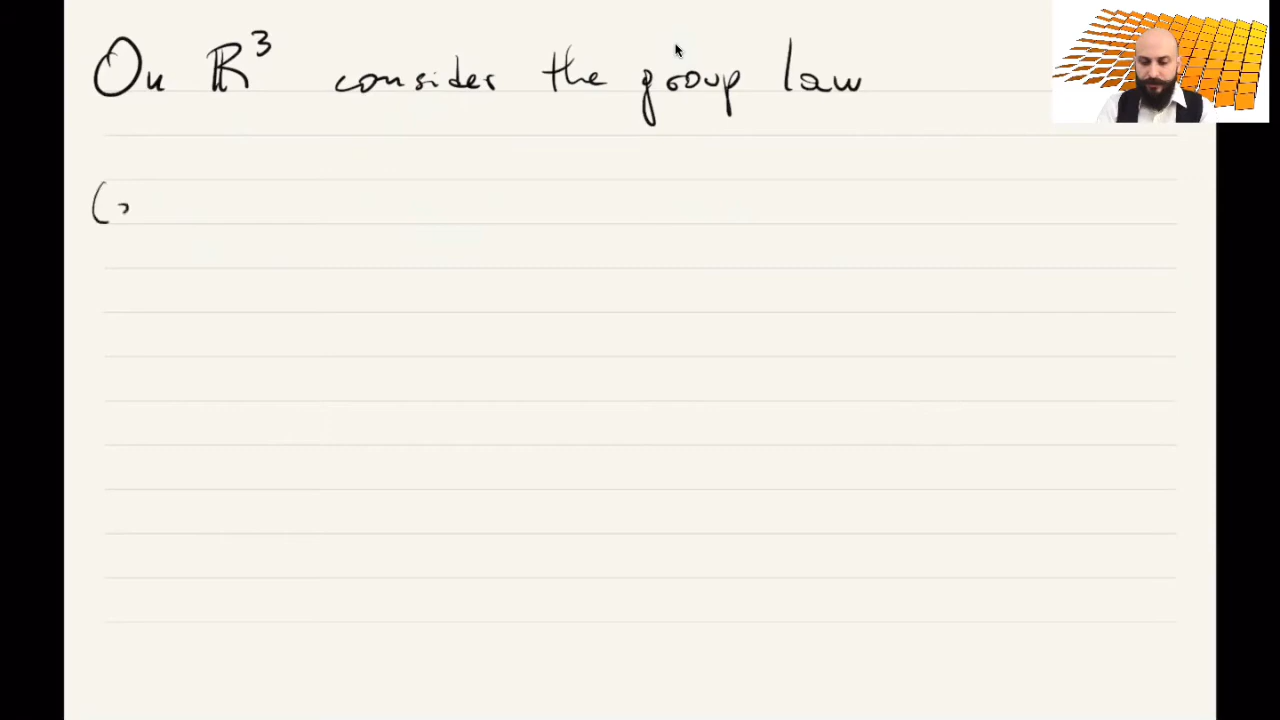 On ℝ³ consider the group law
(